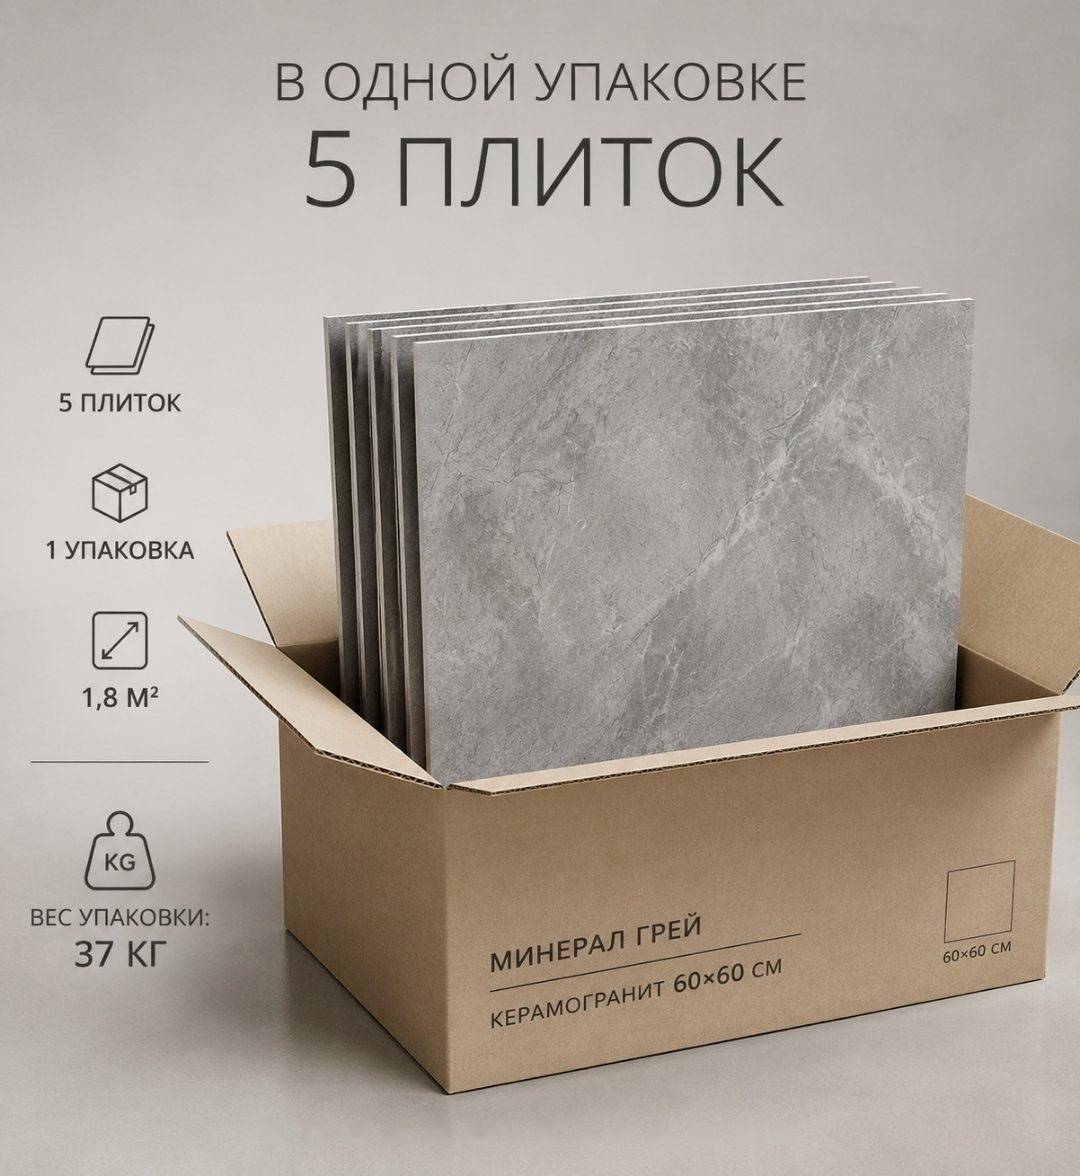 В ОДНОЙ УПАКОВКЕ
5 ПЛИТОК
5 ПЛИТОК
1 УПАКОВКА
1,8 М²
KG
ВЕС УПАКОВКИ:
37 КГ
МИНЕРАЛ ГРЕЙ
КЕРАМОГРАНИТ 60×60 СМ
60×60 СМ